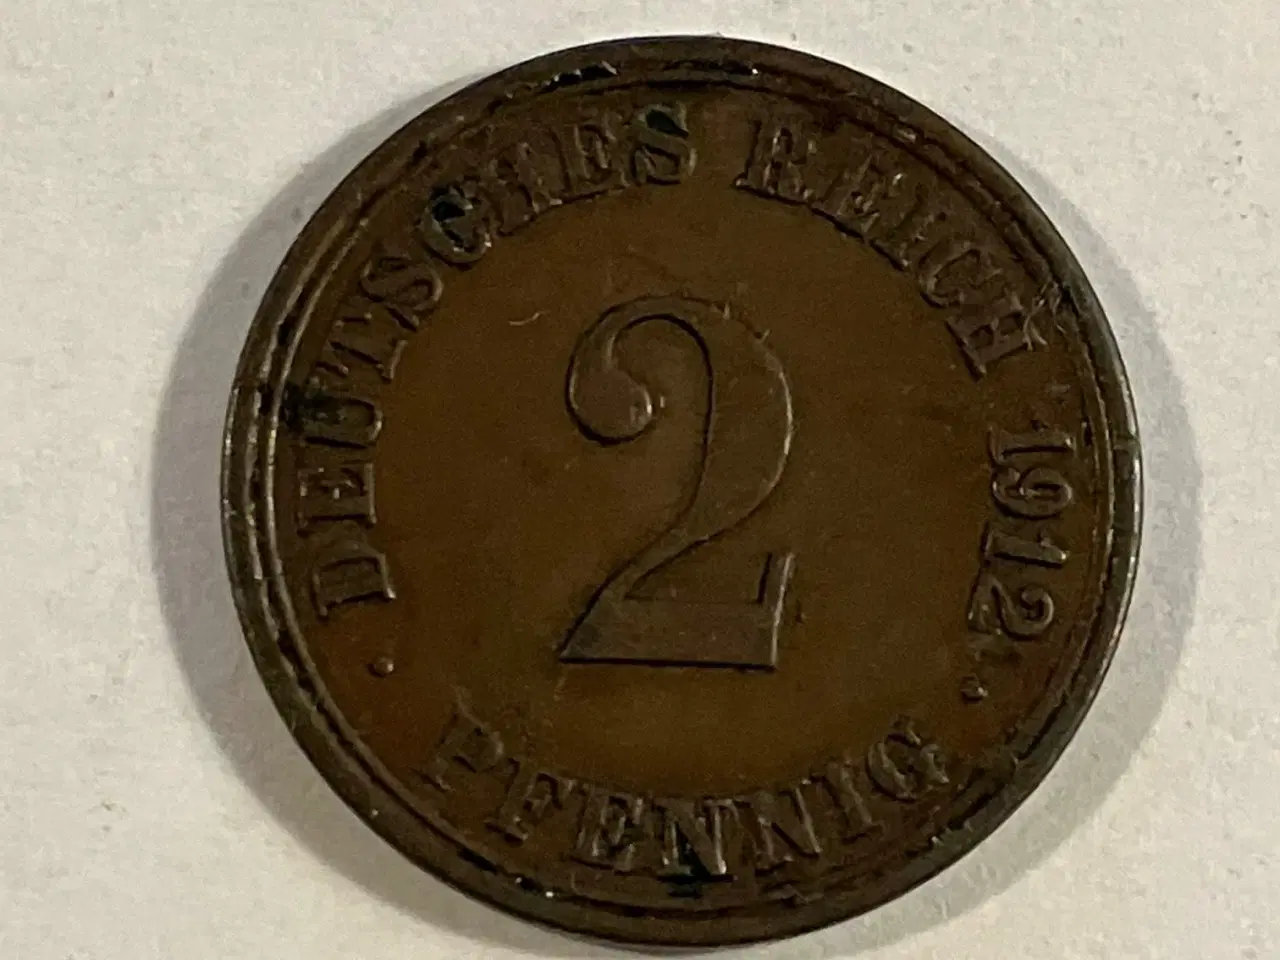 DEUTSCHES REICH 1912
2
PFENNIG